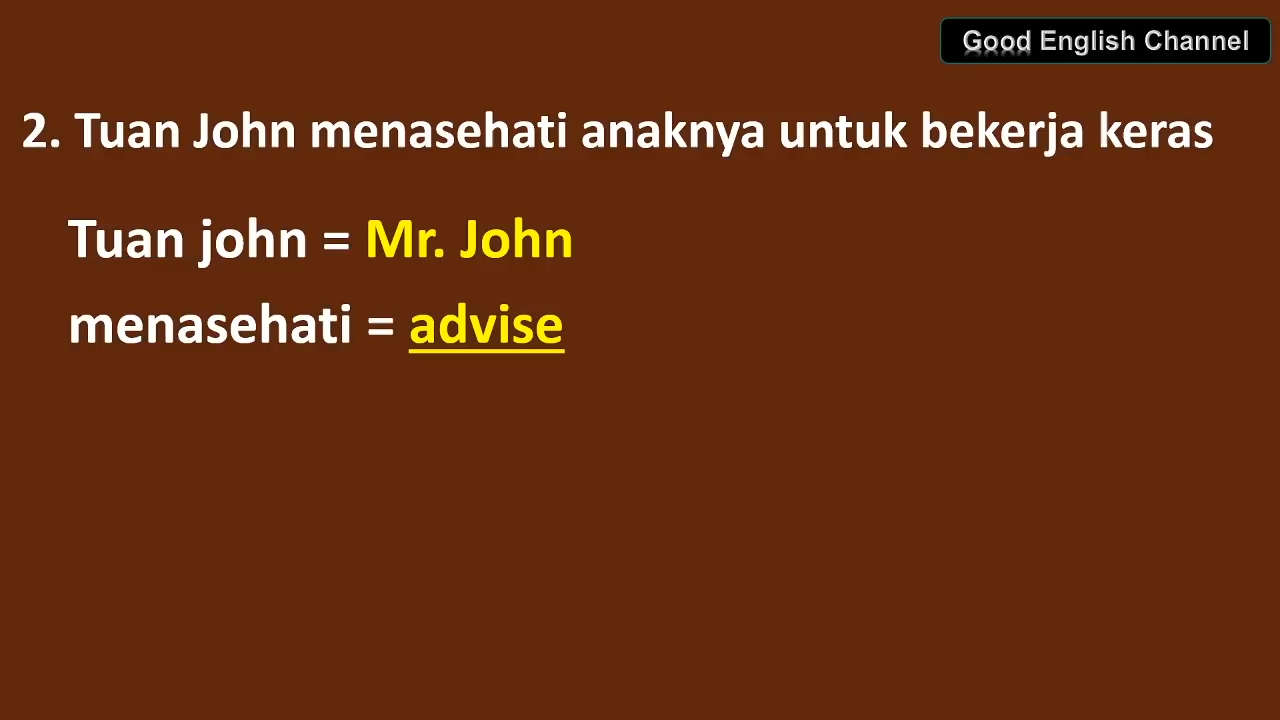 Good English Channel
2. Tuan John menasehati anaknya untuk bekerja keras
Tuan john = Mr. John
menasehati = advise